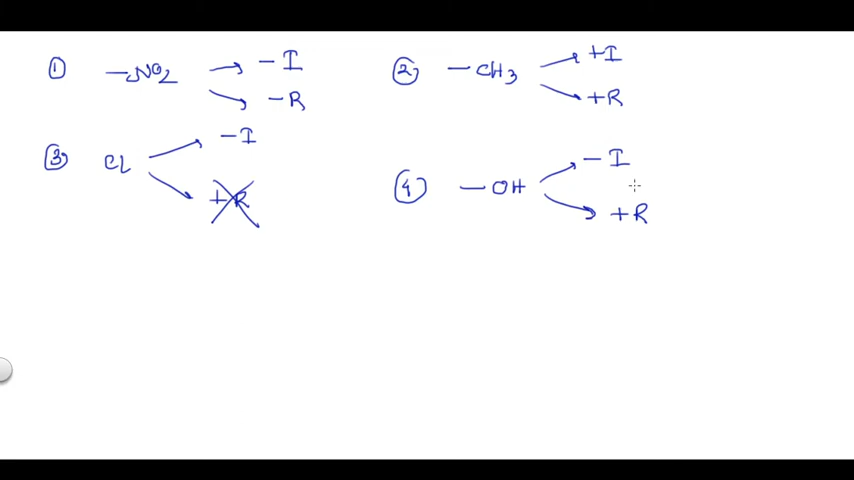 ① -NO2 → -I
→ -R
② -CH3 → +I
→ +R
③ Cl → -I
→ +R
④ -OH → -I
→ +R